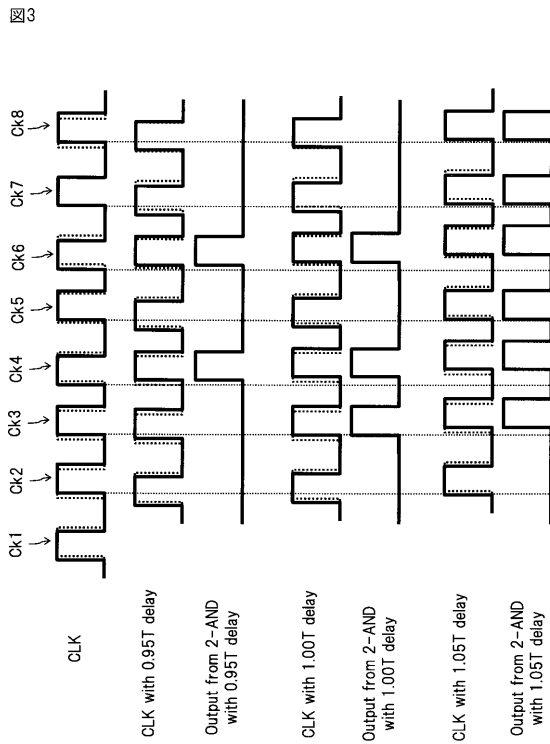 図3
Ck1
Ck2
Ck3
Ck4
Ck5
Ck6
Ck7
Ck8
CLK
CLK with 0.95T delay
Output from 2-AND
with 0.95T delay
CLK with 1.00T delay
Output from 2-AND
with 1.00T delay
CLK with 1.05T delay
Output from 2-AND
with 1.05T delay